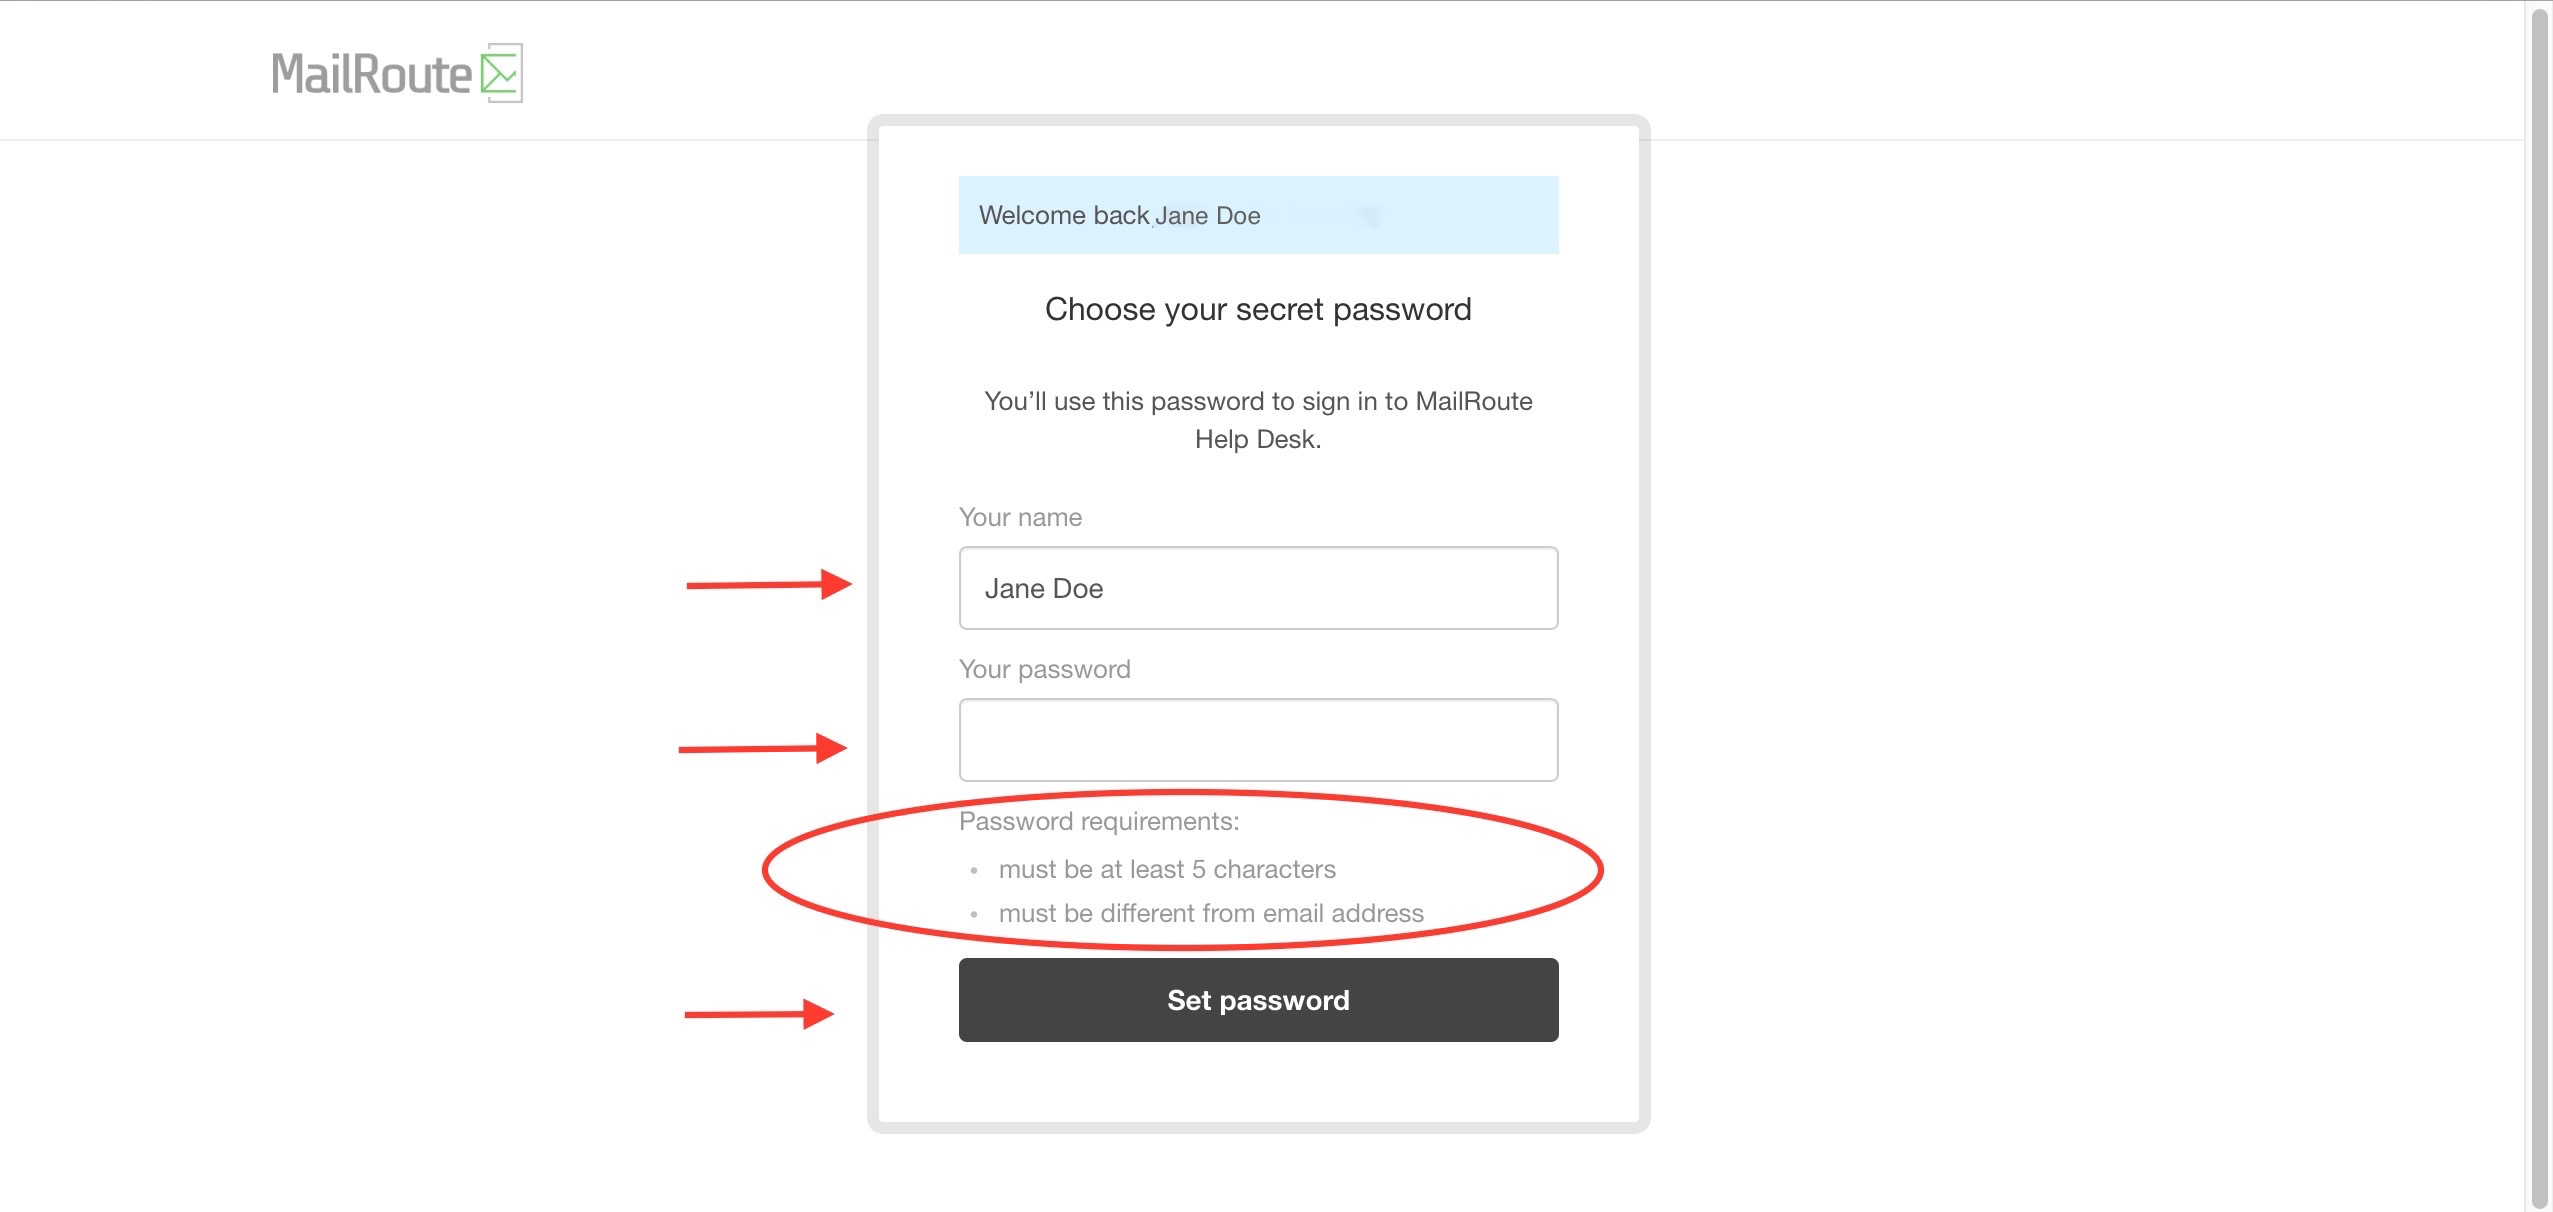 MailRoute
Welcome back Jane Doe
Choose your secret password
You’ll use this password to sign in to MailRoute
Help Desk.
Your name
Jane Doe
Your password
Password requirements:
• must be at least 5 characters
• must be different from email address
Set password